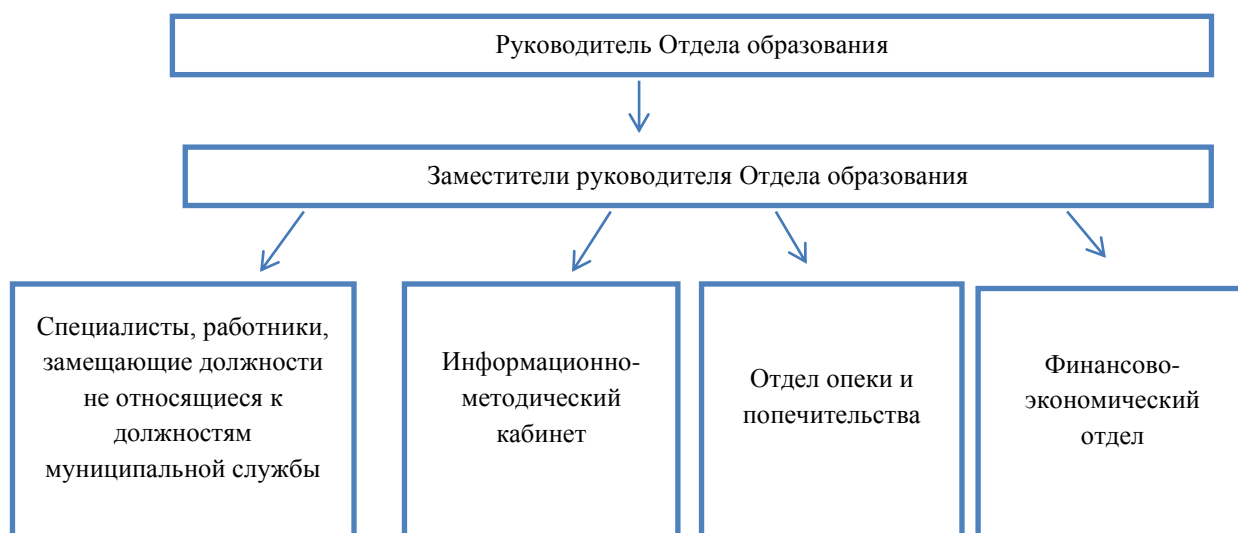 Руководитель Отдела образования
Заместители руководителя Отдела образования
Специалисты, работники,
замещающие должности
не относящиеся к
должностям
муниципальной службы
Информационно-
методический
кабинет
Отдел опеки и
попечительства
Финансово-
экономический
отдел